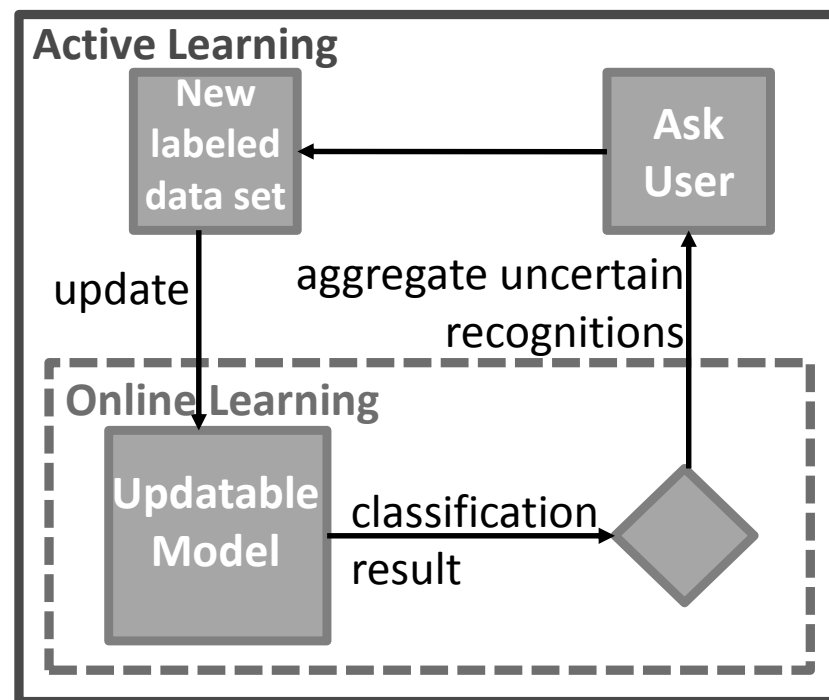 Active Learning
New
labeled
data set
Ask
User
update
aggregate uncertain
recognitions
Online Learning
Updatable
Model
classification
result